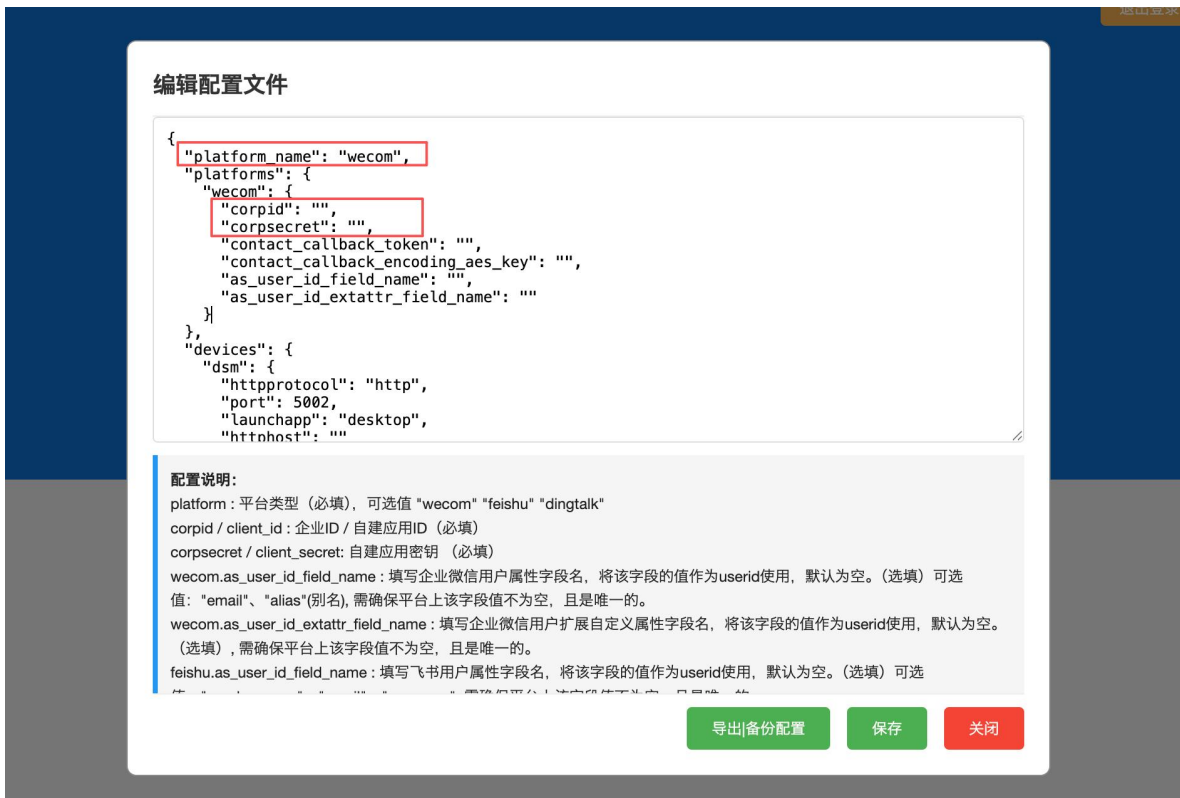 退出登录
编辑配置文件
{
"platform_name": "wecom",
"platforms": {
"wecom": {
"corpid": "",
"corpsecret": "",
"contact_callback_token": "",
"contact_callback_encoding_aes_key": "",
"as_user_id_field_name": "",
"as_user_id_extattr_field_name": ""
}
},
"devices": {
"dsm": {
"httpprotocol": "http",
"port": 5002,
"launchapp": "desktop",
"httphost": ""
配置说明：
platform : 平台类型（必填），可选值 "wecom" "feishu" "dingtalk"
corpid / client_id : 企业ID / 自建应用ID（必填）
corpsecret / client_secret: 自建应用密钥 （必填）
wecom.as_user_id_field_name : 填写企业微信用户属性字段名，将该字段的值作为userid使用，默认为空。（选填）可选
值："email"、"alias"(别名), 需确保平台上该字段值不为空，且是唯一的。
wecom.as_user_id_extattr_field_name : 填写企业微信用户扩展自定义属性字段名，将该字段的值作为userid使用，默认为空。
（选填）, 需确保平台上该字段值不为空，且是唯一的。
feishu.as_user_id_field_name : 填写飞书用户属性字段名，将该字段的值作为userid使用，默认为空。（选填）可选
导出|备份配置
保存
关闭